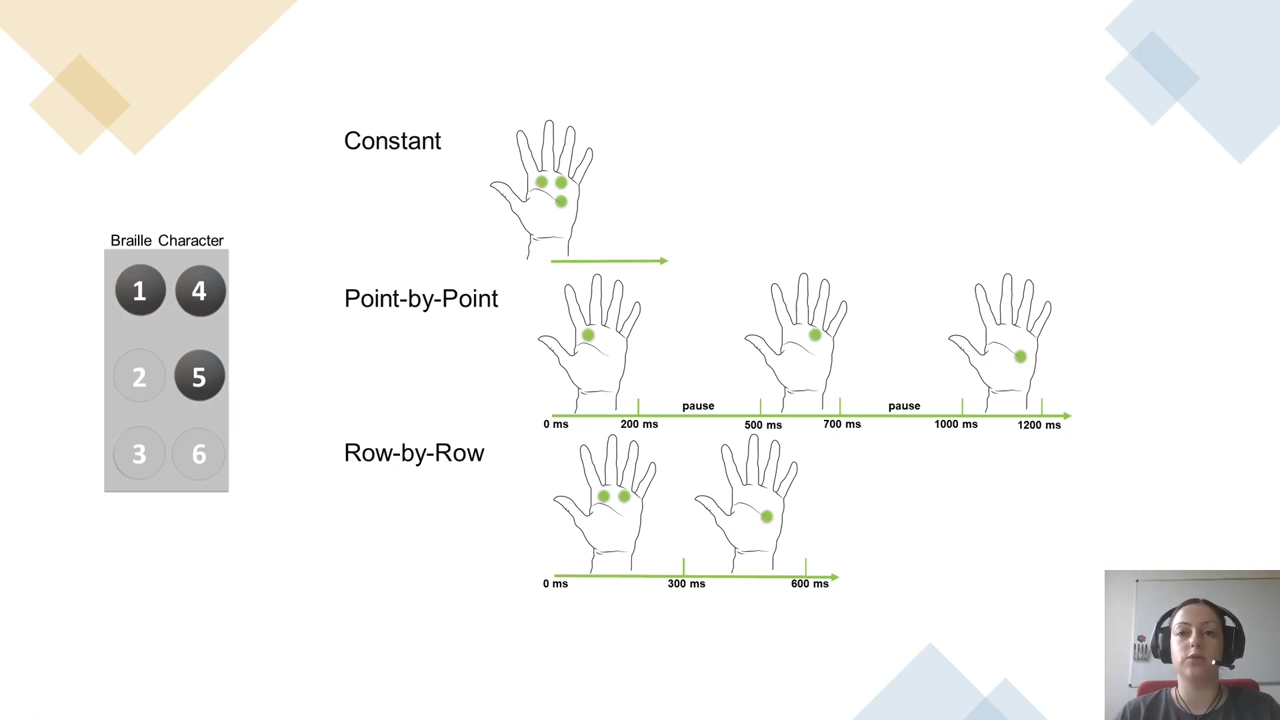 Braille Character
1 4
2 5
3 6
Constant
Point-by-Point
pause pause
0 ms 200 ms 500 ms 700 ms 1000 ms 1200 ms
Row-by-Row
0 ms 300 ms 600 ms